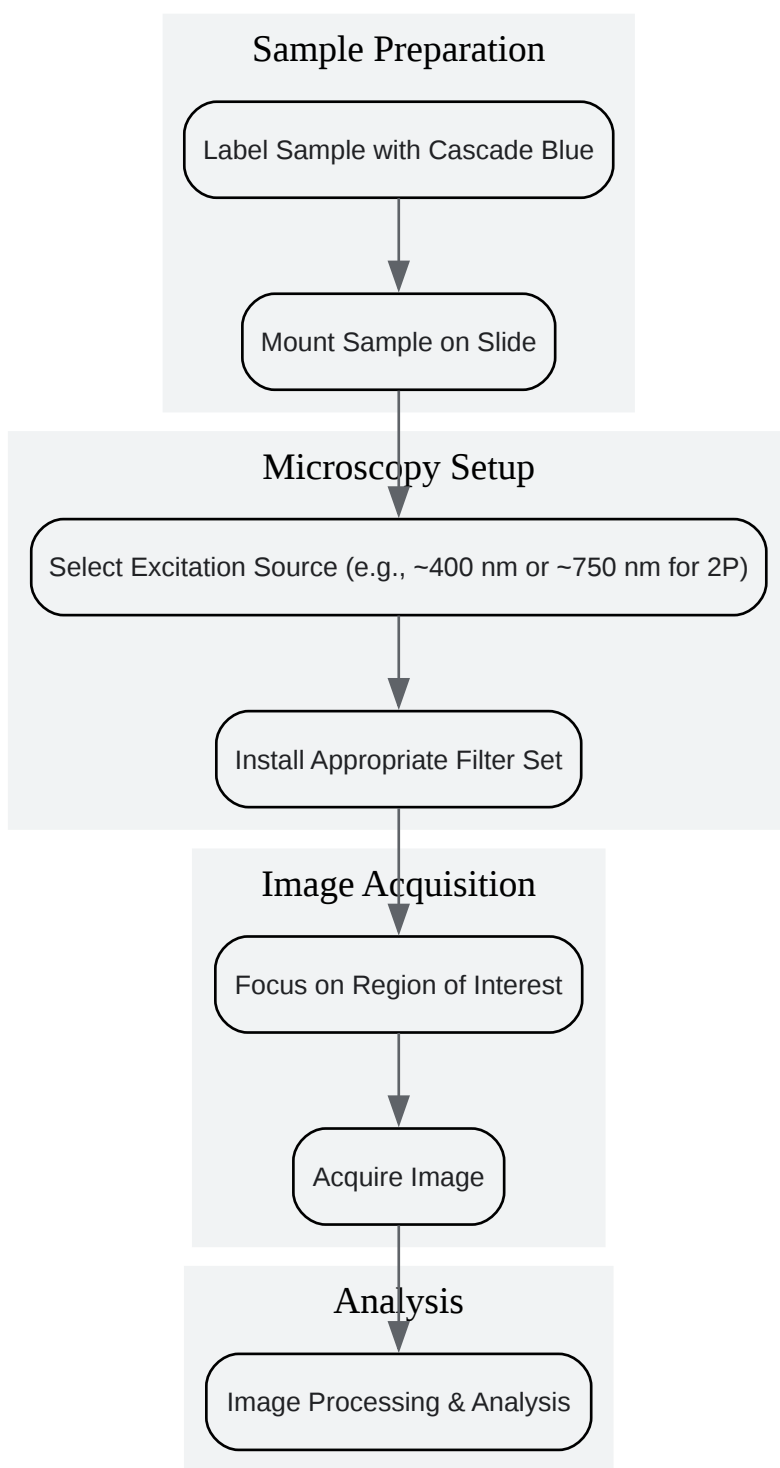 Sample Preparation
Label Sample with Cascade Blue
Mount Sample on Slide
Microscopy Setup
Select Excitation Source (e.g., ~400 nm or ~750 nm for 2P)
Install Appropriate Filter Set
Image Acquisition
Focus on Region of Interest
Acquire Image
Analysis
Image Processing & Analysis